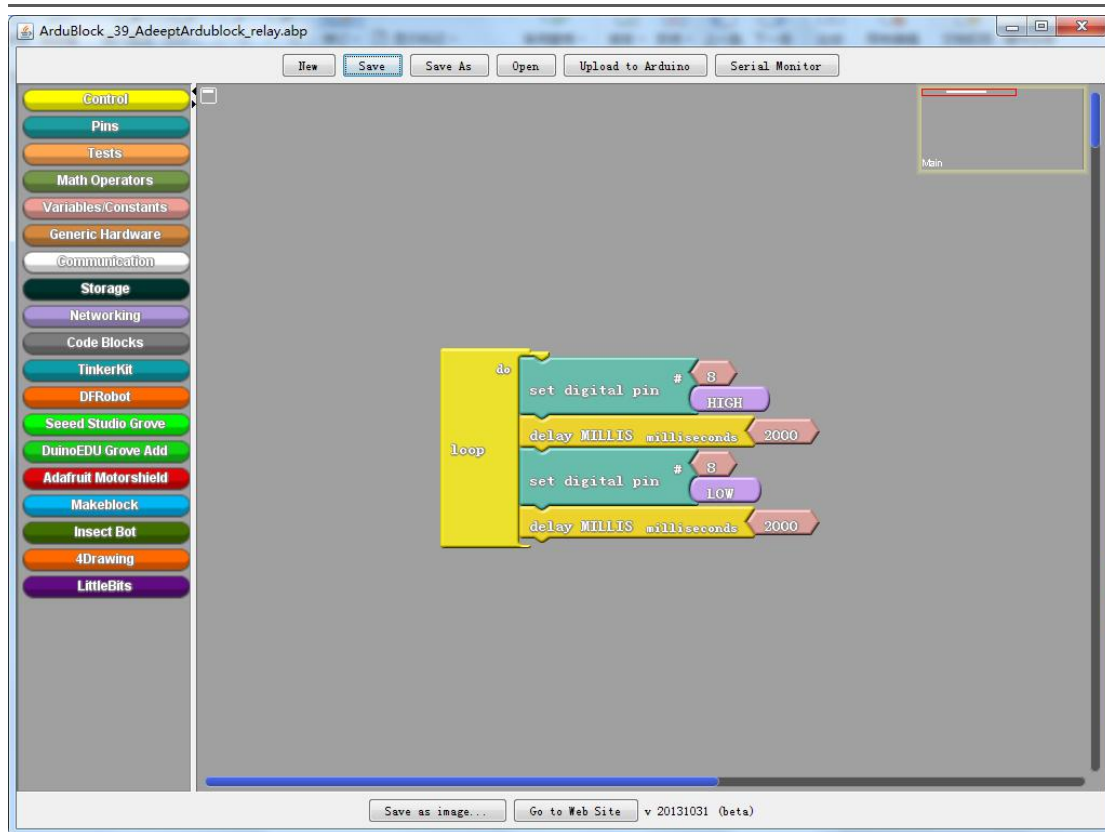 ArduBlock _39_AdeeptArdublock_relay.abp
New Save Save As Open Upload to Arduino Serial Monitor
Control
Pins
Tests
Math Operators
Variables/Constants
Generic Hardware
Communication
Storage
Networking
Code Blocks
TinkerKit
DFRobot
Seeed Studio Grove
DuinoEDU Grove Add
Adafruit Motorshield
Makeblock
Insect Bot
4Drawing
LittleBits
Main
loop
do
set digital pin # 8
HIGH
delay MILLIS milliseconds 2000
set digital pin # 8
LOW
delay MILLIS milliseconds 2000
Save as image... Go to Web Site v 20131031 (beta)